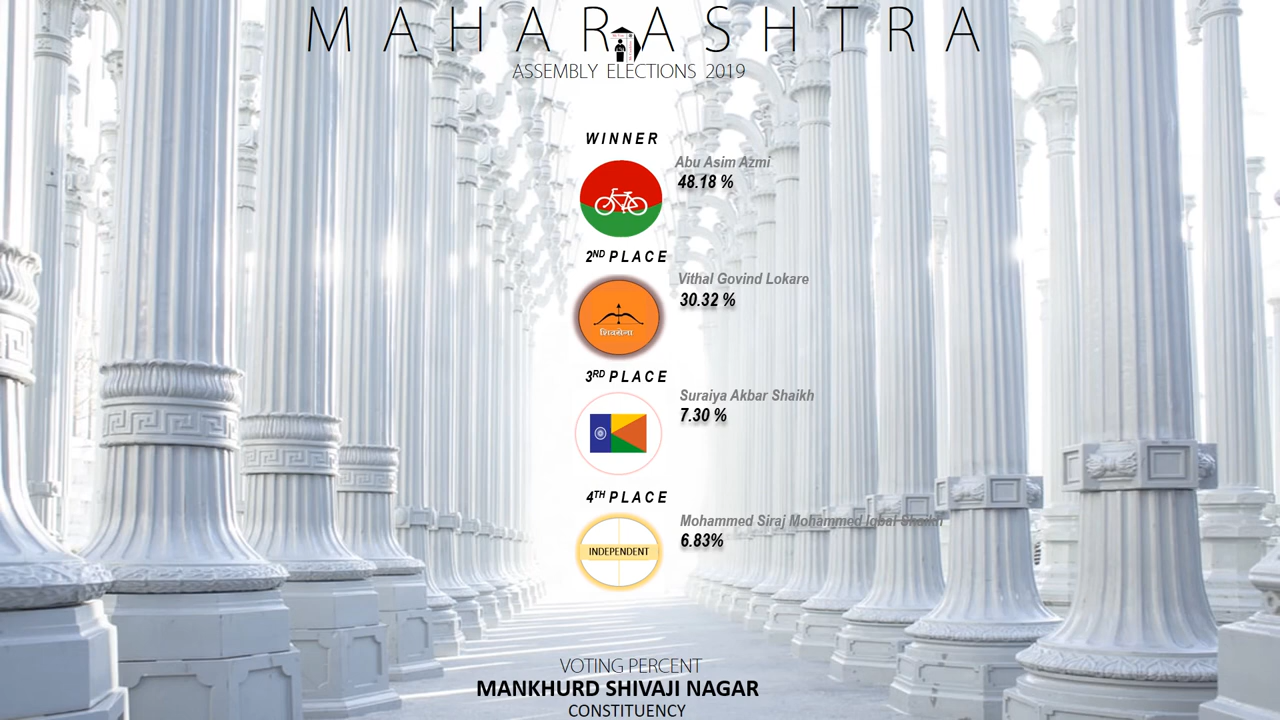 MAHARASHTRA
ASSEMBLY ELECTIONS 2019
WINNER
Abu Asim Azmi
48.18 %
2ND PLACE
Vithal Govind Lokare
30.32 %
शिवसेना
3RD PLACE
Suraiya Akbar Shaikh
7.30 %
4TH PLACE
Mohammed Siraj Mohammed Iqbal Shaikh
6.83%
INDEPENDENT
VOTING PERCENT
MANKHURD SHIVAJI NAGAR
CONSTITUENCY